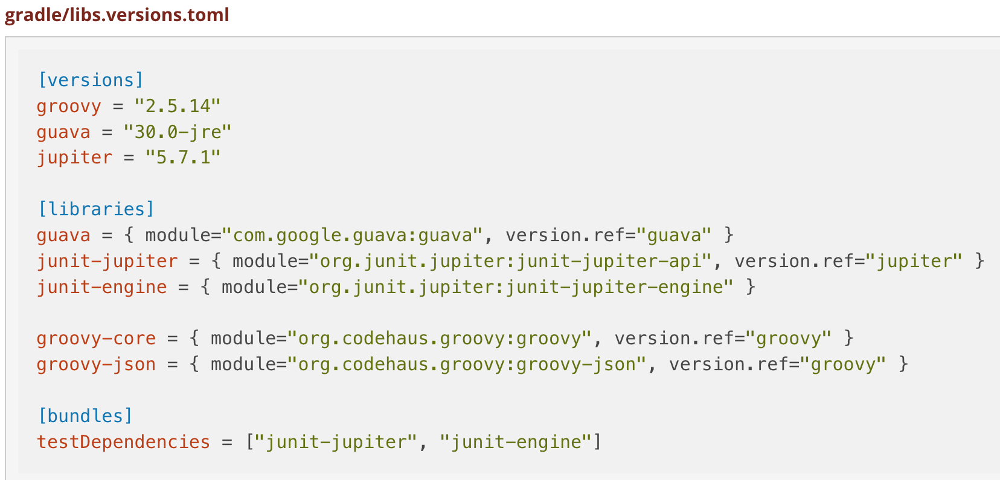 gradle/libs.versions.toml
[versions]
groovy = "2.5.14"
guava = "30.0-jre"
jupiter = "5.7.1"
[libraries]
guava = { module="com.google.guava:guava", version.ref="guava" }
junit-jupiter = { module="org.junit.jupiter:junit-jupiter-api", version.ref="jupiter" }
junit-engine = { module="org.junit.jupiter:junit-jupiter-engine" }
groovy-core = { module="org.codehaus.groovy:groovy", version.ref="groovy" }
groovy-json = { module="org.codehaus.groovy:groovy-json", version.ref="groovy" }
[bundles]
testDependencies = ["junit-jupiter", "junit-engine"]